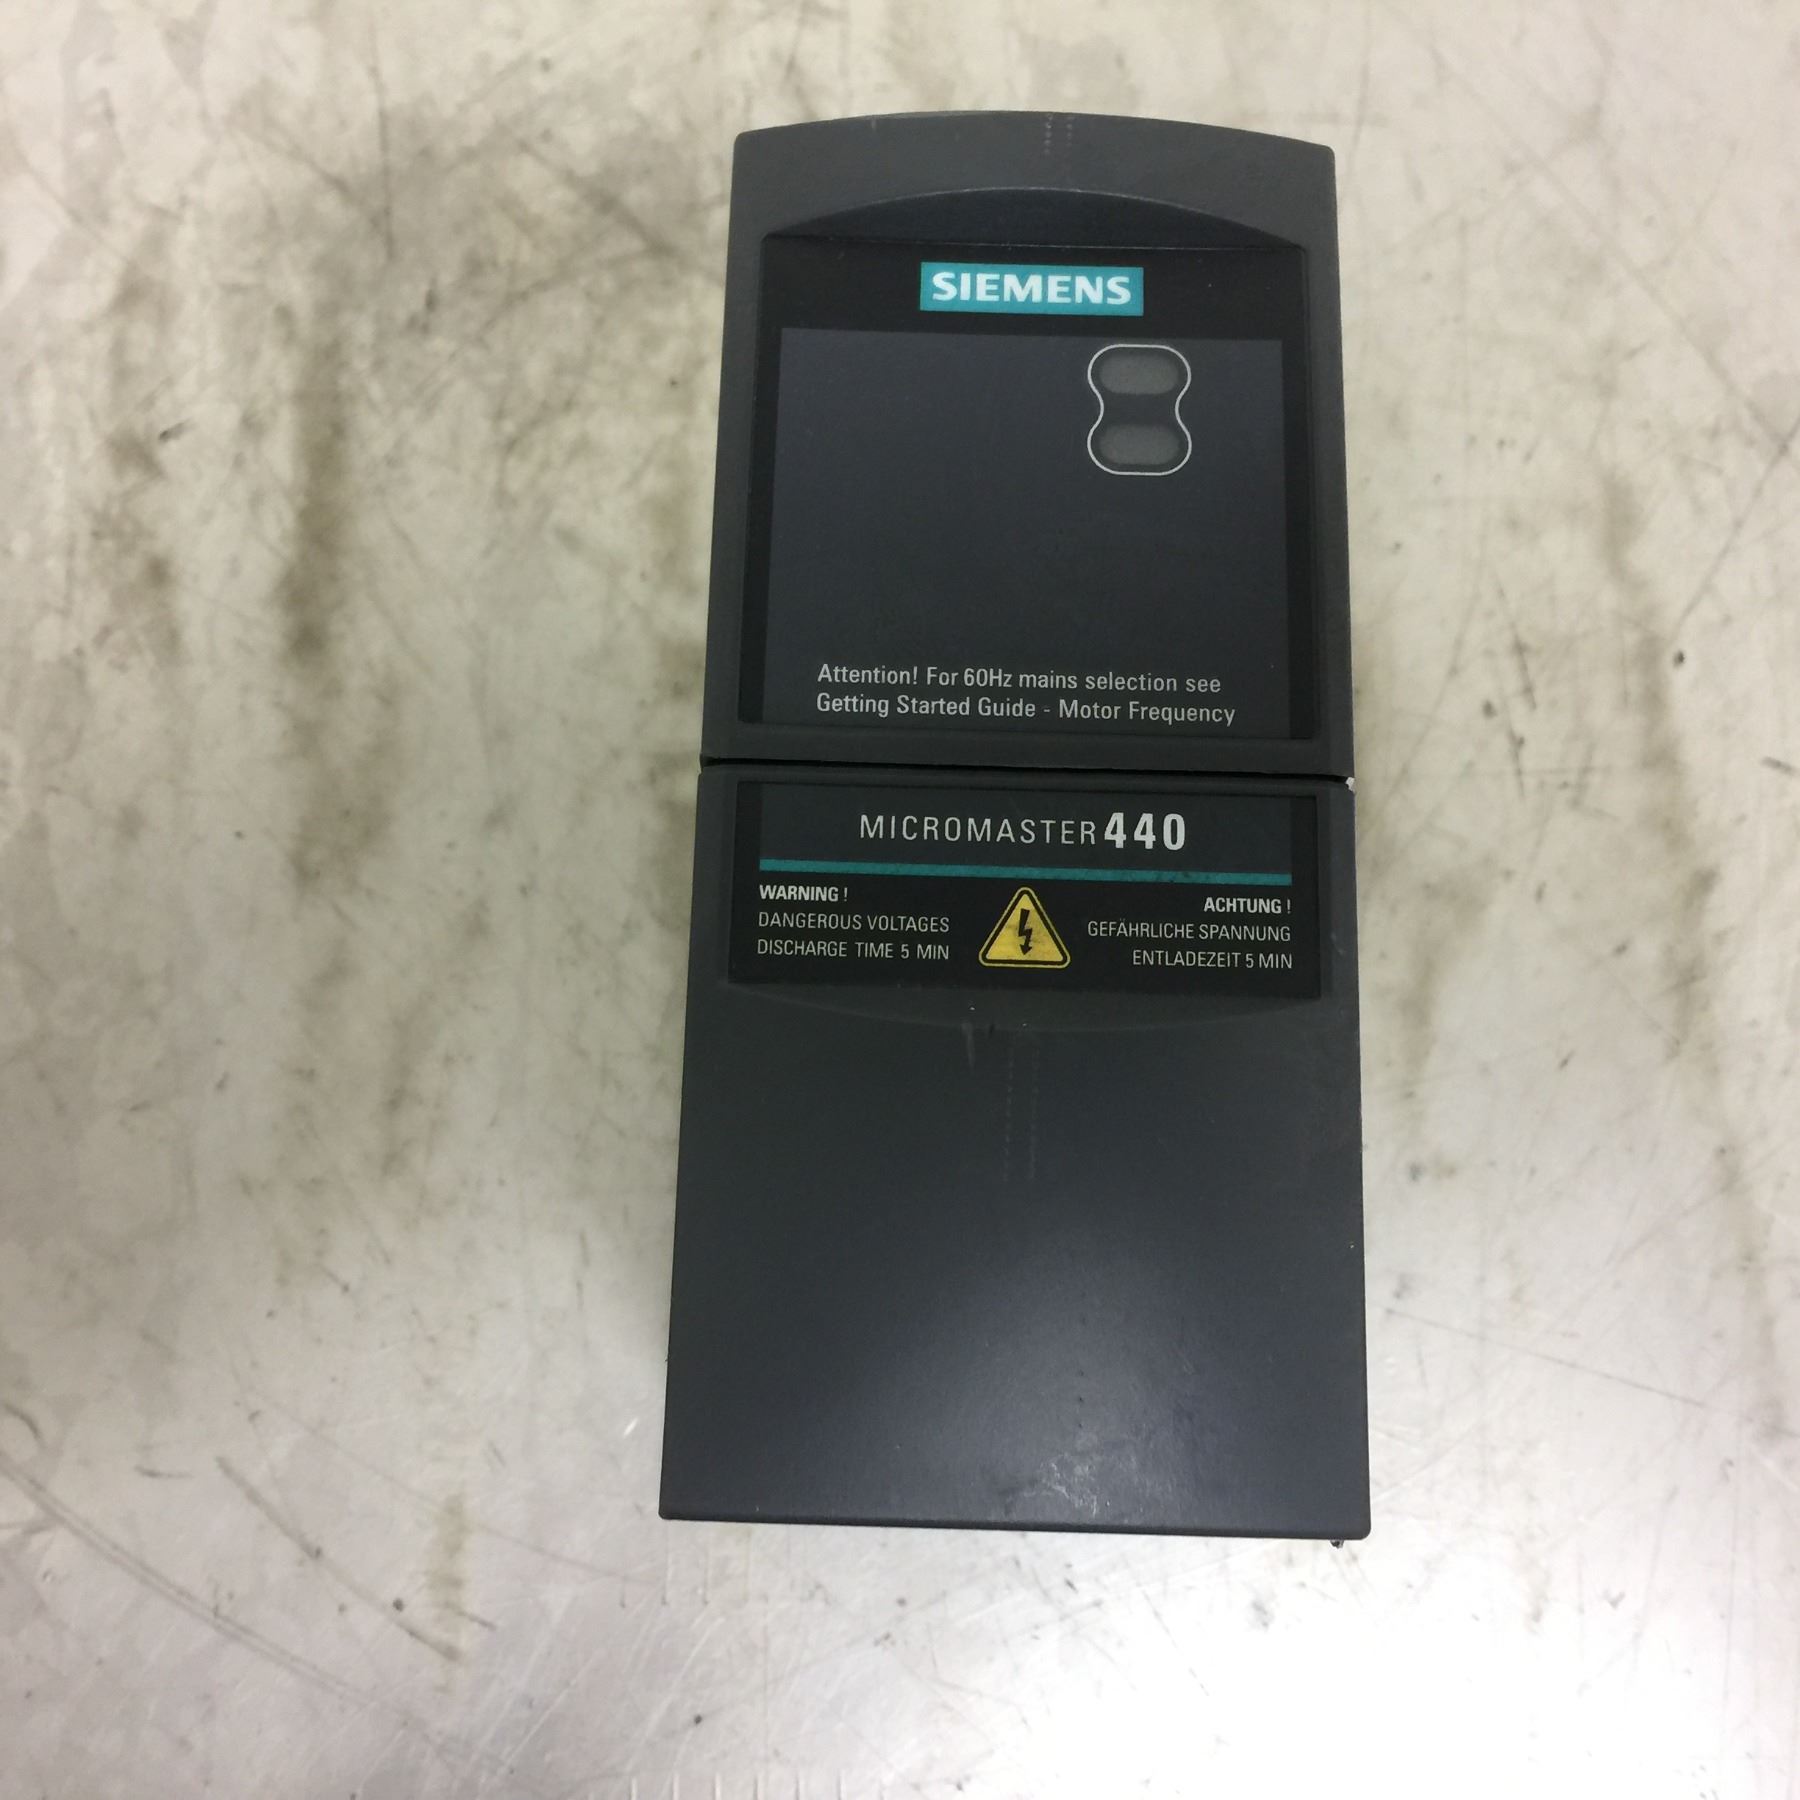 SIEMENS
Attention! For 60Hz mains selection see
Getting Started Guide - Motor Frequency
MICROMASTER 440
WARNING !
DANGEROUS VOLTAGES
DISCHARGE TIME 5 MIN
ACHTUNG !
GEFÄHRLICHE SPANNUNG
ENTLADEZEIT 5 MIN